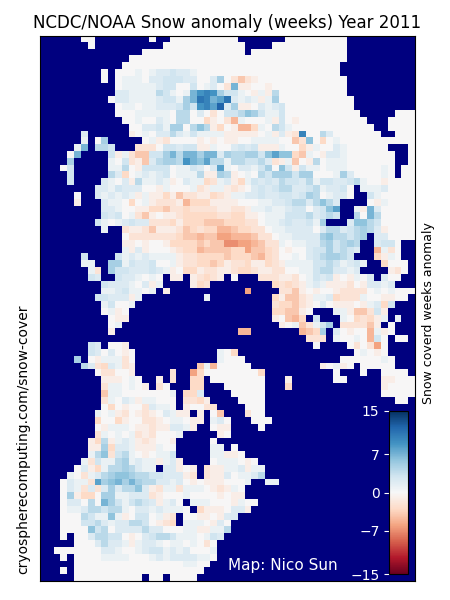 NCDC/NOAA Snow anomaly (weeks) Year 2011
Snow coverd weeks anomaly
cryospherecomputing.com/snow-cover
15
7
0
−7
−15
Map: Nico Sun